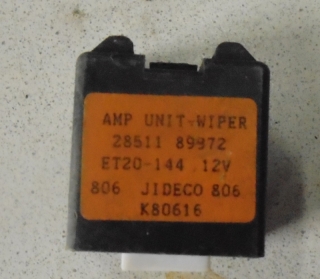 AMP UNIT-WIPER
28511 89972
ET20-144 12V
806 JIDECO 806
K80616